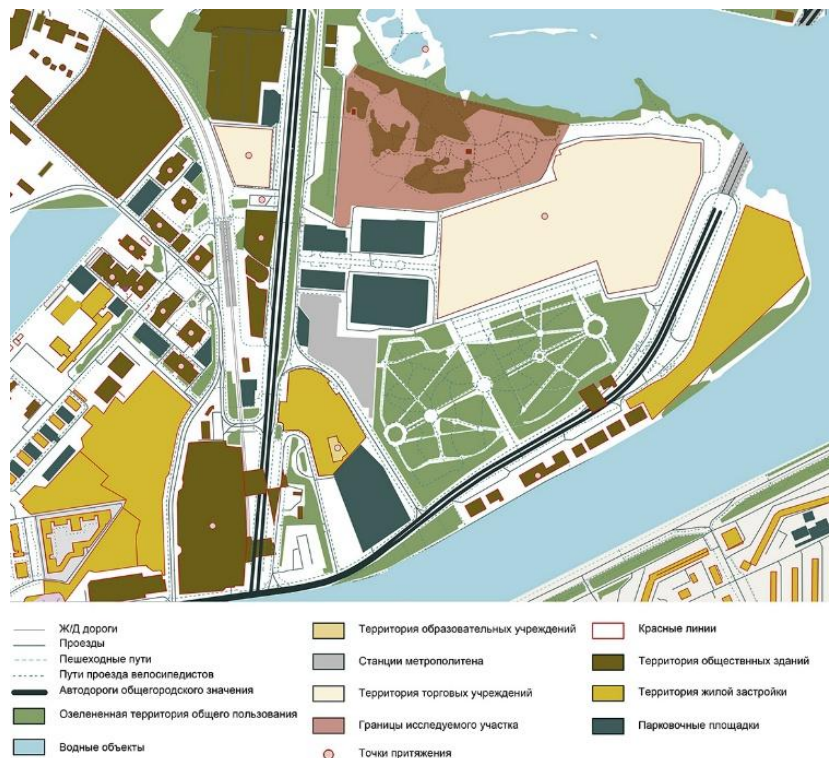 Ж/Д дороги
Проезды
Пешеходные пути
Пути проезда велосипедистов
Автодороги общегородского значения
Озелененная территория общего пользования
Водные объекты
Территория образовательных учреждений
Станции метрополитена
Территория торговых учреждений
Границы исследуемого участка
Точки притяжения
Красные линии
Территория общественных зданий
Территория жилой застройки
Парковочные площадки